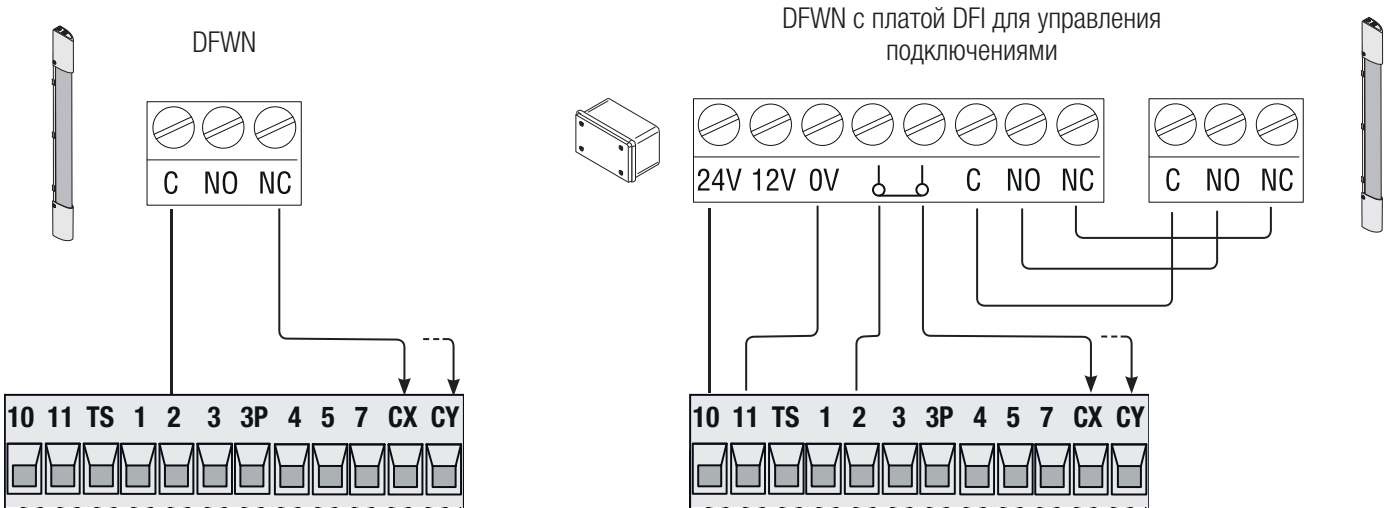 DFWN
C NO NC
10 11 TS 1 2 3 3P 4 5 7 CX CY
DFWN с платой DFI для управления
подключениями
24V 12V 0V C NO NC
C NO NC
10 11 TS 1 2 3 3P 4 5 7 CX CY